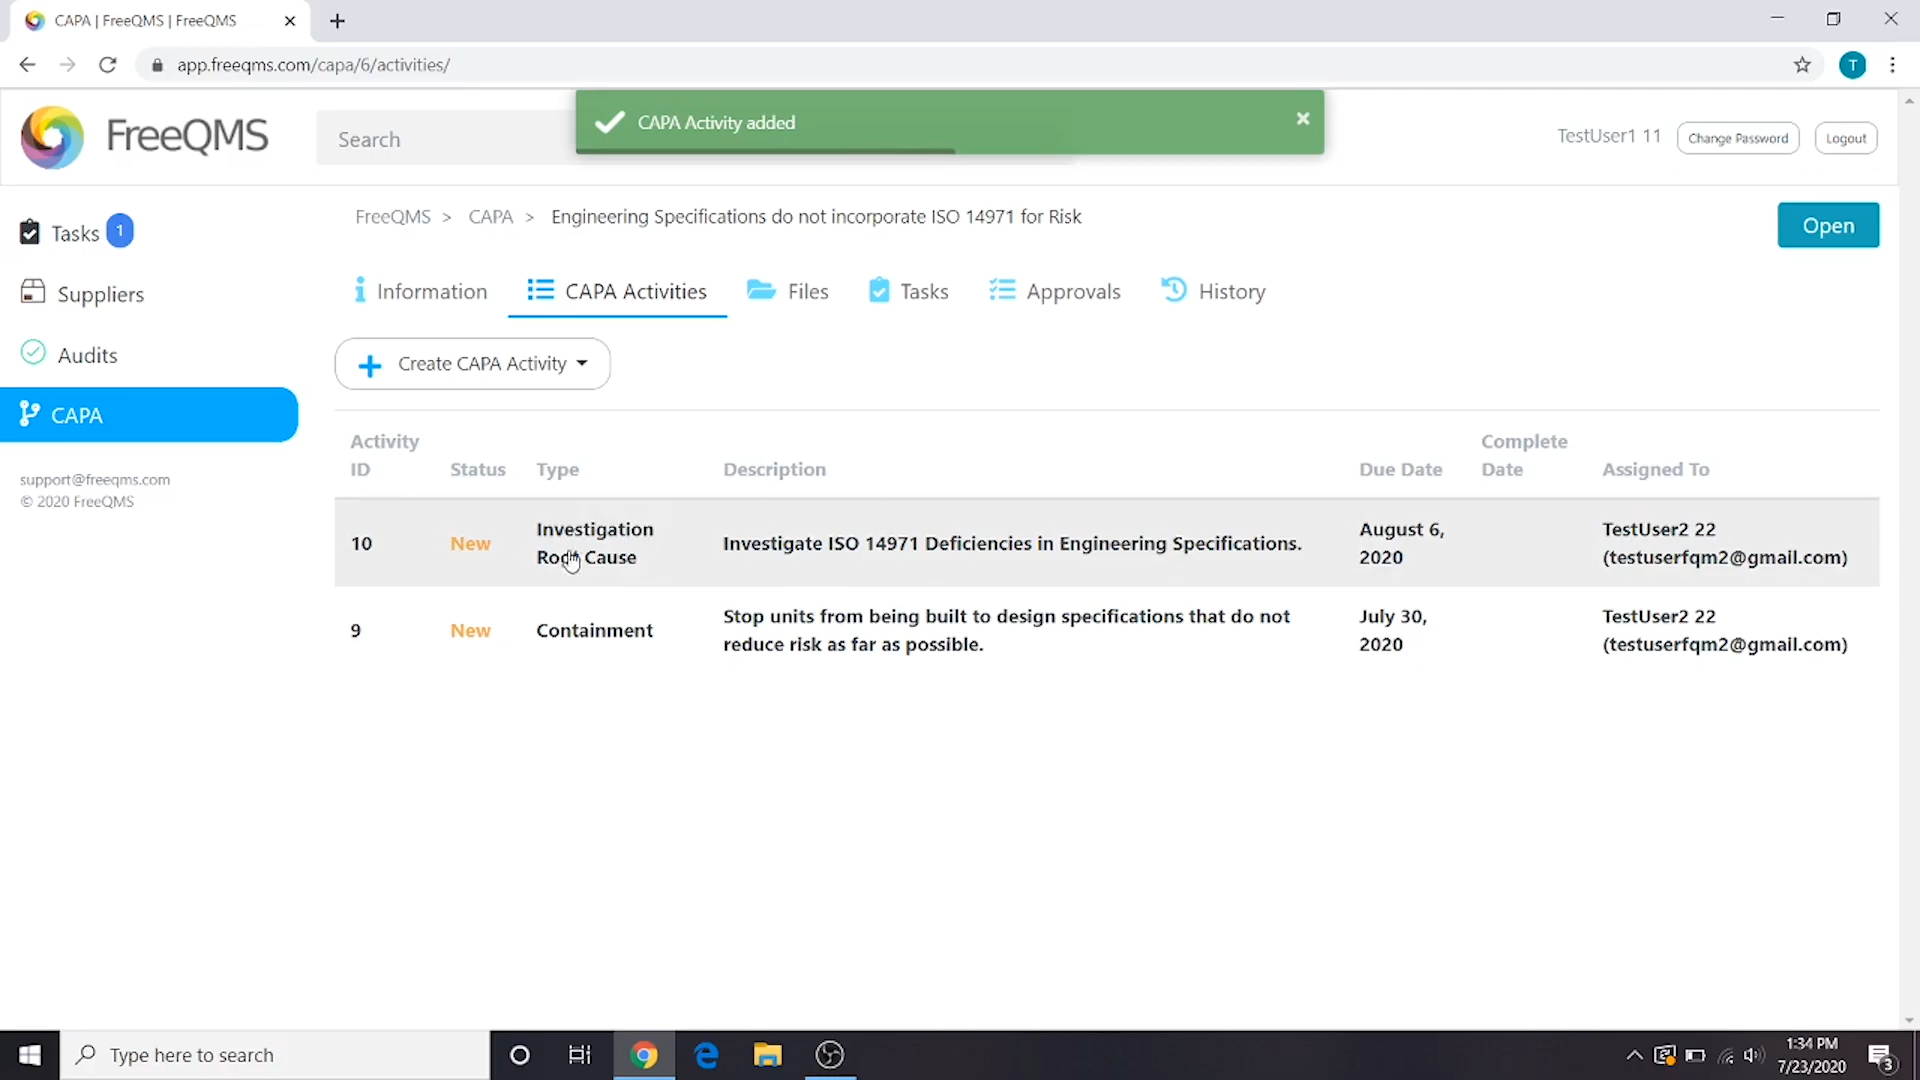 CAPA | FreeQMS | FreeQMS
app.freeqms.com/capa/6/activities/
T
FreeQMS
Search
CAPA Activity added
TestUser1 11
Change Password
Logout
Tasks 1
Suppliers
Audits
CAPA
support@freeqms.com
© 2020 FreeQMS
FreeQMS > CAPA > Engineering Specifications do not incorporate ISO 14971 for Risk
Open
Information
CAPA Activities
Files
Tasks
Approvals
History
Create CAPA Activity
Activity
ID
Status
Type
Description
Due Date
Complete
Date
Assigned To
10
New
Investigation
Root Cause
Investigate ISO 14971 Deficiencies in Engineering Specifications.
August 6,
2020
TestUser2 22
(testuserfqm2@gmail.com)
9
New
Containment
Stop units from being built to design specifications that do not
reduce risk as far as possible.
July 30,
2020
TestUser2 22
(testuserfqm2@gmail.com)
Type here to search
1:34 PM
7/23/2020
3